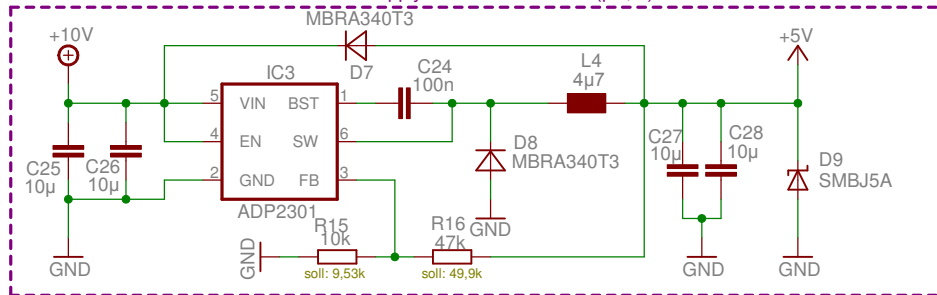 MBRA340T3
D7
+10V
+5V
IC3
C24
100n
L4
4µ7
5
VIN
BST
1
4
EN
SW
6
2
GND
FB
3
ADP2301
C25
10µ
C26
10µ
D8
MBRA340T3
C27
10µ
C28
10µ
D9
SMBJ5A
GND
R15
10k
soll: 9,53k
R16
47k
soll: 49,9k
GND
GND
GND
GND